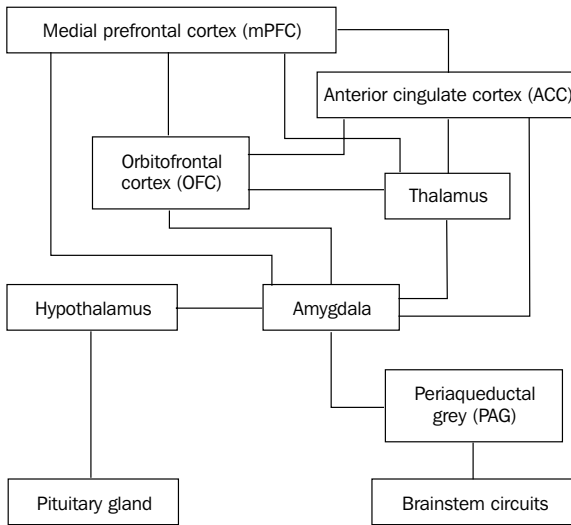 Medial prefrontal cortex (mPFC)
Anterior cingulate cortex (ACC)
Orbitofrontal
cortex (OFC)
Thalamus
Hypothalamus
Amygdala
Periaqueductal
grey (PAG)
Pituitary gland
Brainstem circuits